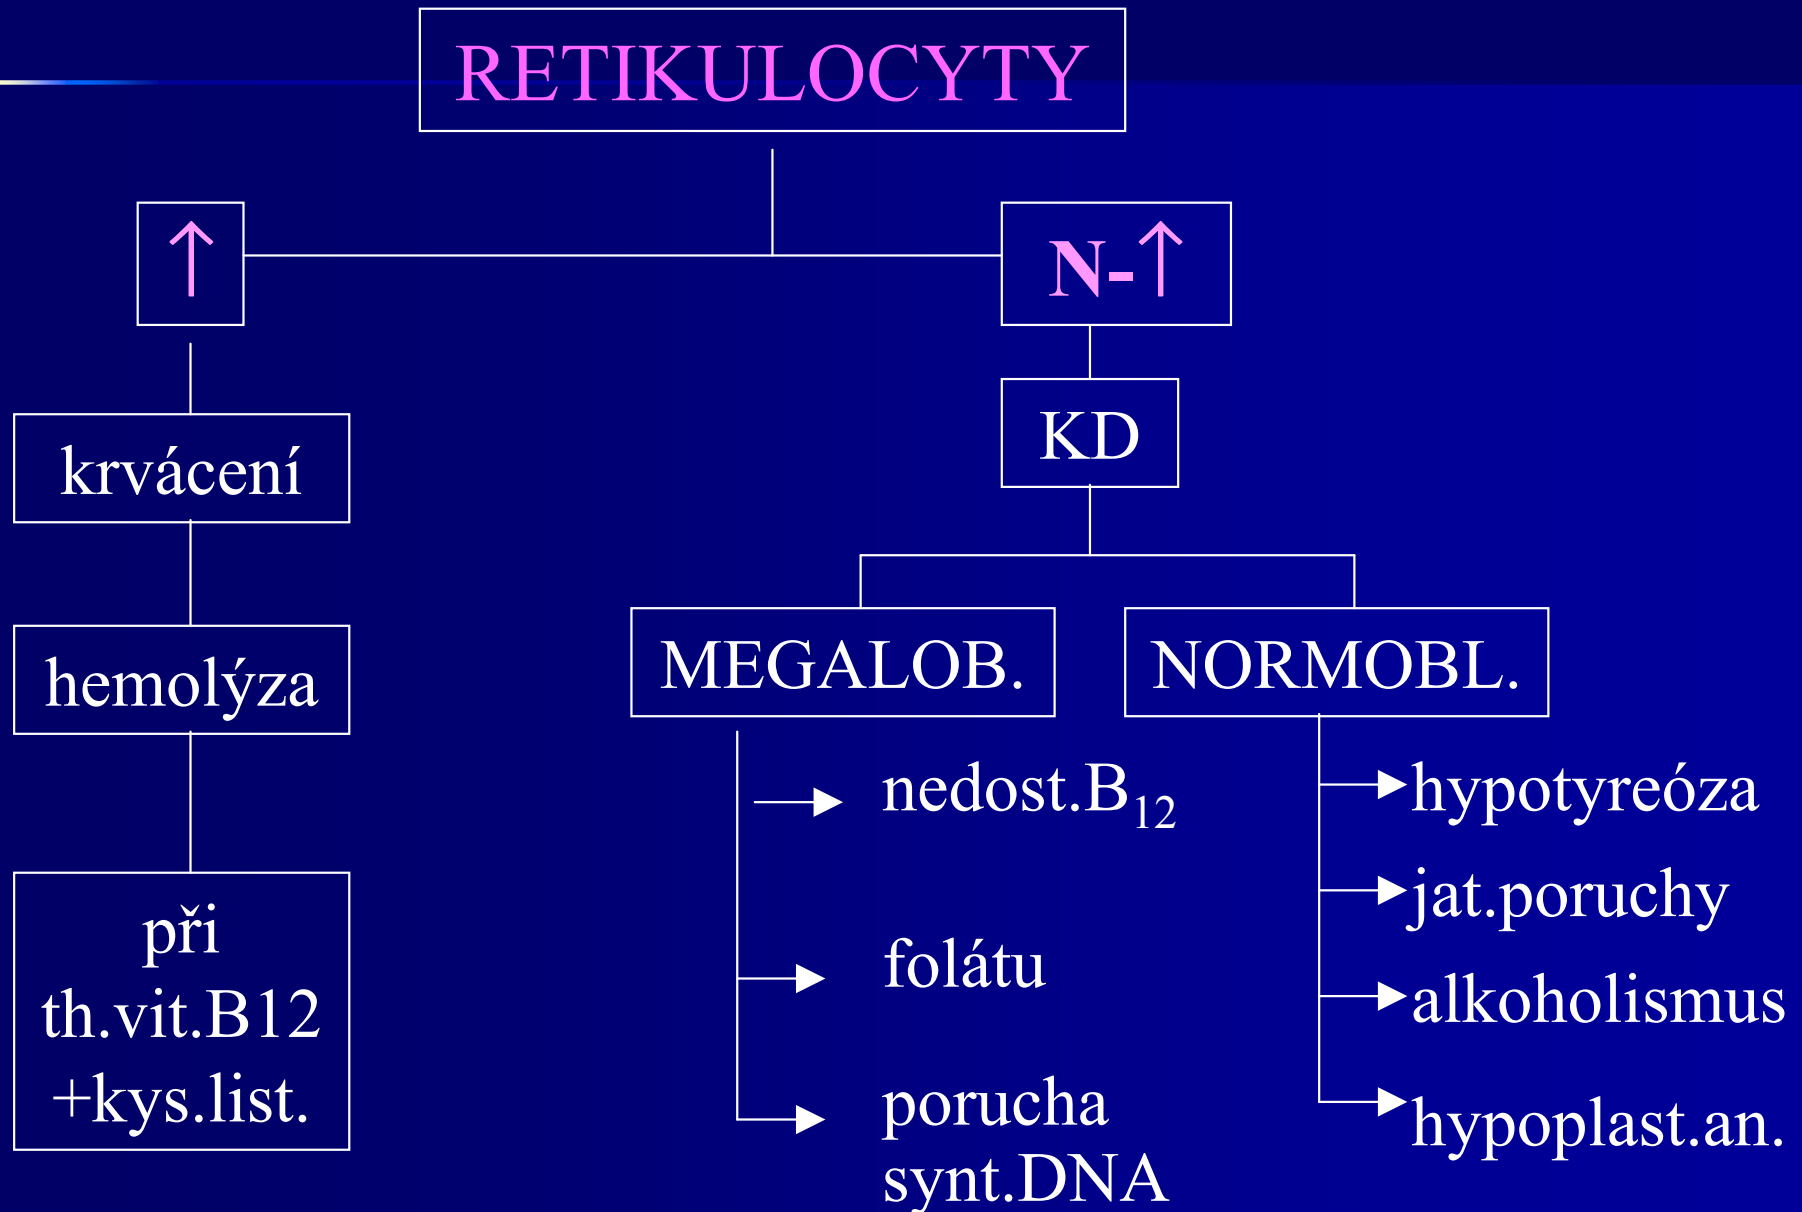 RETIKULOCYTY
↑
N-↑
krvácení
KD
hemolýza
MEGALOB.
NORMOBL.
při
th.vit.B12
+kys.list.
nedost.B₁₂
folátu
porucha
synt.DNA
hypotyreóza
jat.poruchy
alkoholismus
hypoplast.an.